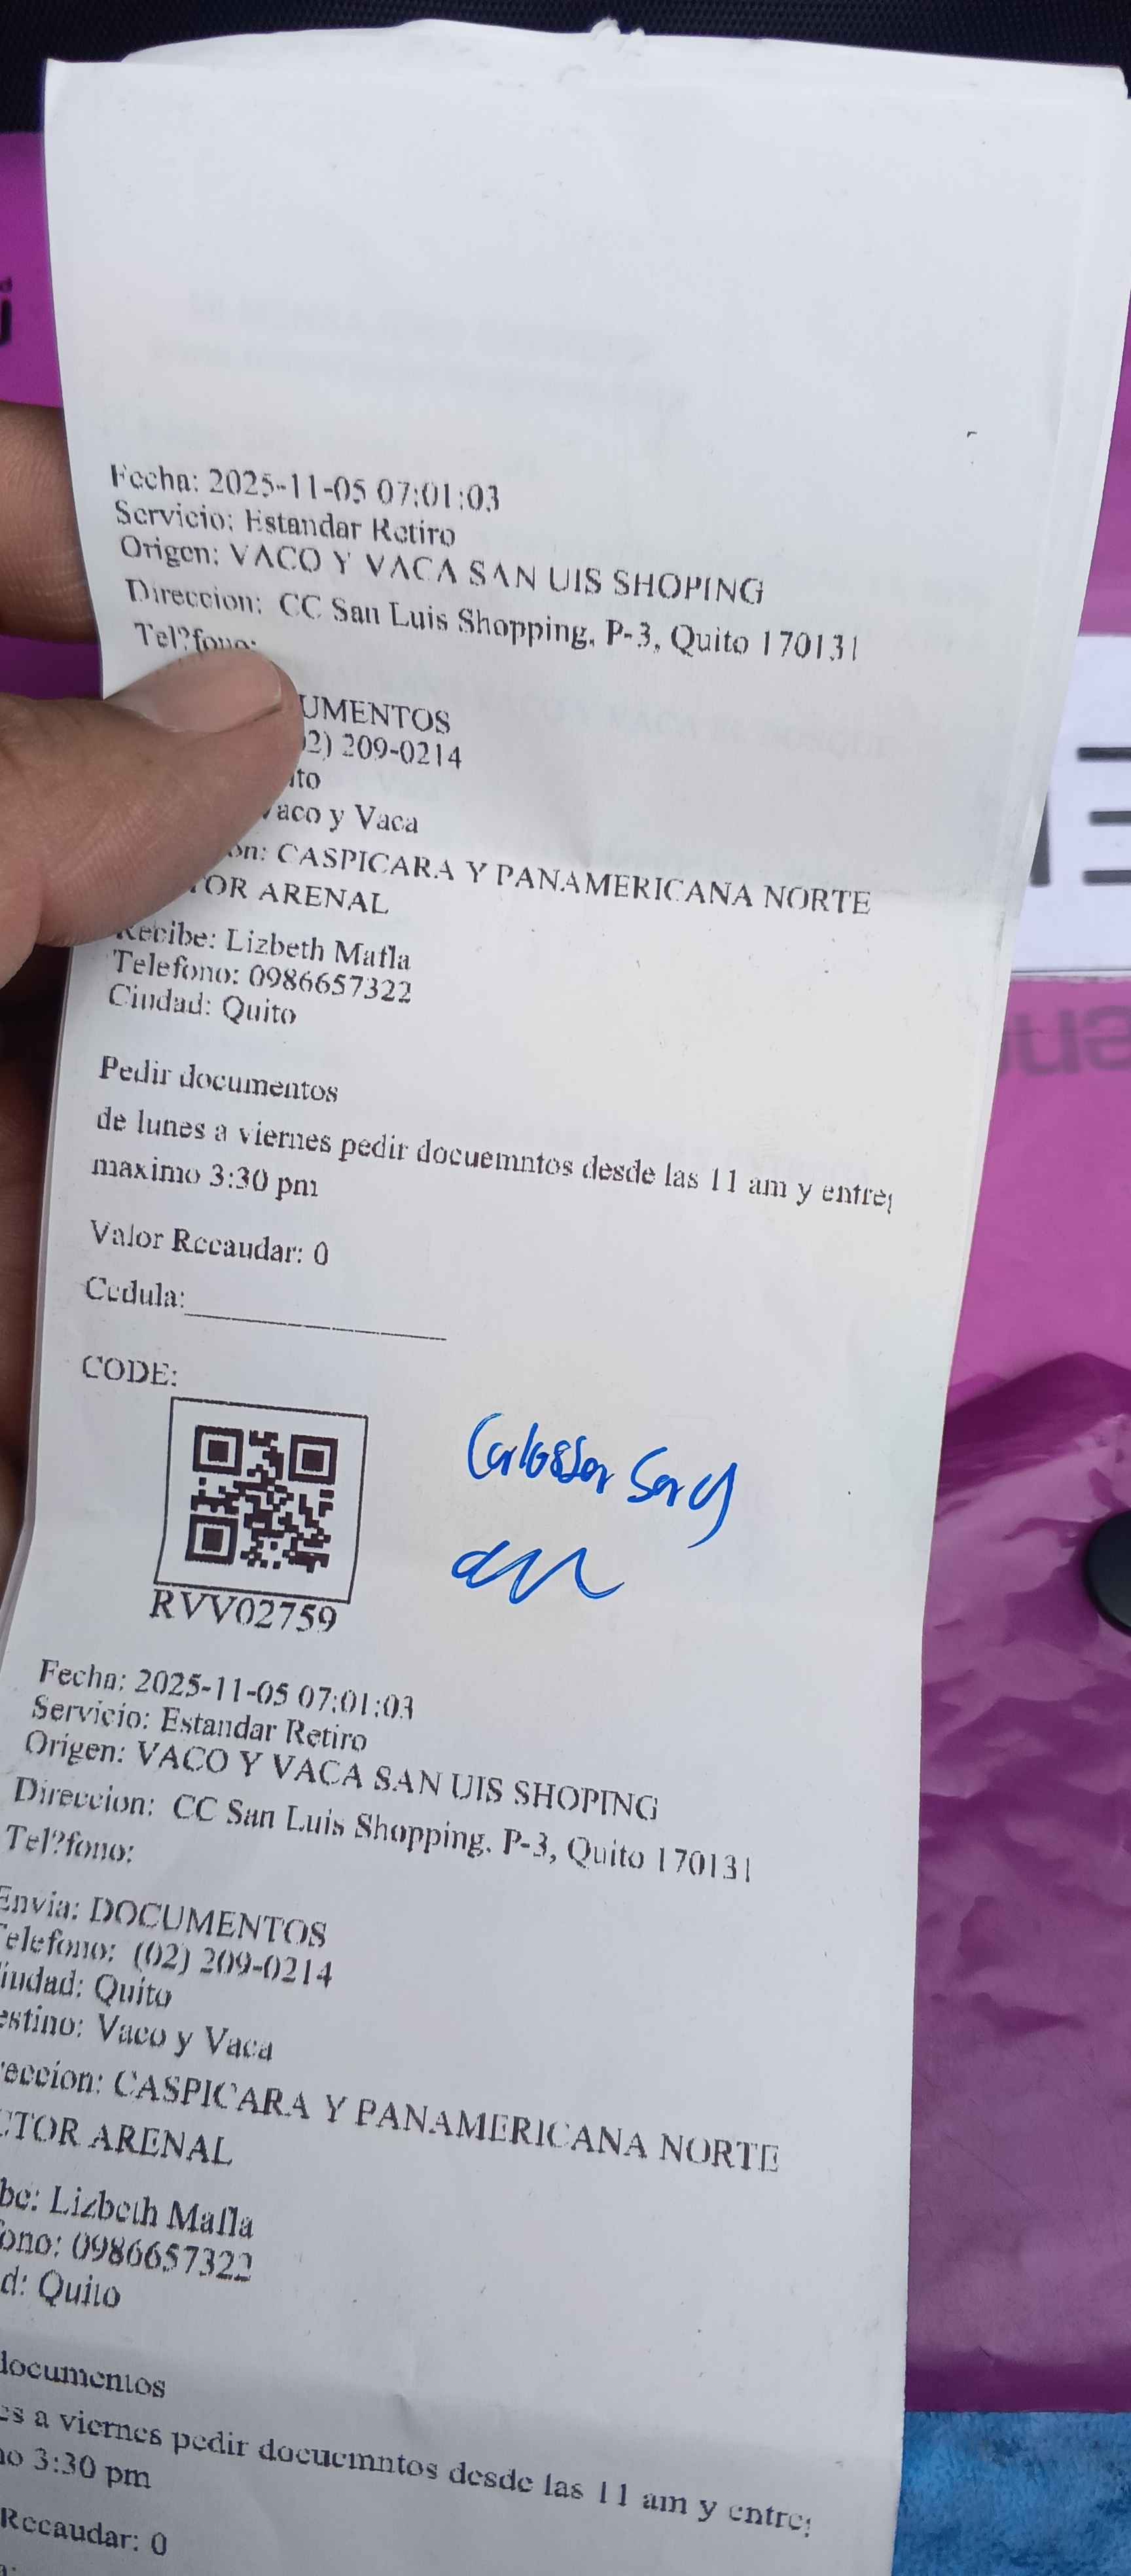 Fecha: 2025-11-05 07:01:03
Servicio: Estandar Retiro
Origen: VACO Y VACA SAN UIS SHOPING
Direccion: CC San Luis Shopping, P-3, Quito 170131
Tel?fono:
UMENTOS
02) 209-0214
ito
Vaco y Vaca
on: CASPICARA Y PANAMERICANA NORTE
TOR ARENAL
Recibe: Lizbeth Mafla
Telefono: 0986657322
Ciudad: Quito
Pedir documentos
de lunes a viernes pedir docuemntos desde las 11 am y entreg
maximo 3:30 pm
Valor Recaudar: 0
Cedula:
CODE:
RVV02759
Fecha: 2025-11-05 07:01:03
Servicio: Estandar Retiro
Origen: VACO Y VACA SAN UIS SHOPING
Direccion: CC San Luis Shopping, P-3, Quito 170131
Tel?fono:
Envia: DOCUMENTOS
Telefono: (02) 209-0214
iudad: Quito
estino: Vaco y Vaca
reccion: CASPICARA Y PANAMERICANA NORTE
CTOR ARENAL
be: Lizbeth Mafla
fono: 0986657322
d: Quito
documentos
es a viernes pedir docuemntos desde las 11 am y entreg
no 3:30 pm
Recaudar: 0